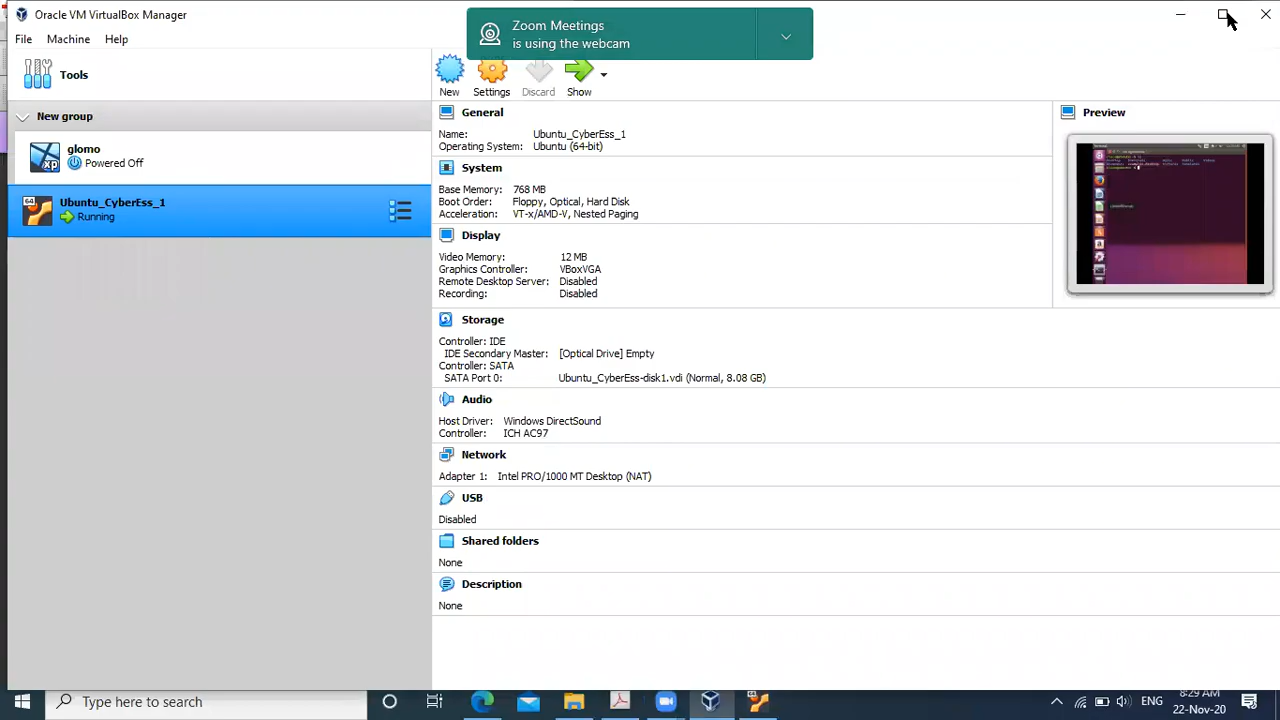 Oracle VM VirtualBox Manager
Zoom Meetings
is using the webcam
File Machine Help
Tools
New Settings Discard Show
New group
glomo
Powered Off
xp
64
Ubuntu_CyberEss_1
Running
General
Name: Ubuntu_CyberEss_1
Operating System: Ubuntu (64-bit)
System
Base Memory: 768 MB
Boot Order: Floppy, Optical, Hard Disk
Acceleration: VT-x/AMD-V, Nested Paging
Display
Video Memory: 12 MB
Graphics Controller: VBoxVGA
Remote Desktop Server: Disabled
Recording: Disabled
Storage
Controller: IDE
IDE Secondary Master: [Optical Drive] Empty
Controller: SATA
SATA Port 0: Ubuntu_CyberEss-disk1.vdi (Normal, 8.08 GB)
Audio
Host Driver: Windows DirectSound
Controller: ICH AC97
Network
Adapter 1: Intel PRO/1000 MT Desktop (NAT)
USB
Disabled
Shared folders
None
Description
None
Preview
Type here to search
ENG
8:29 AM
22-Nov-20